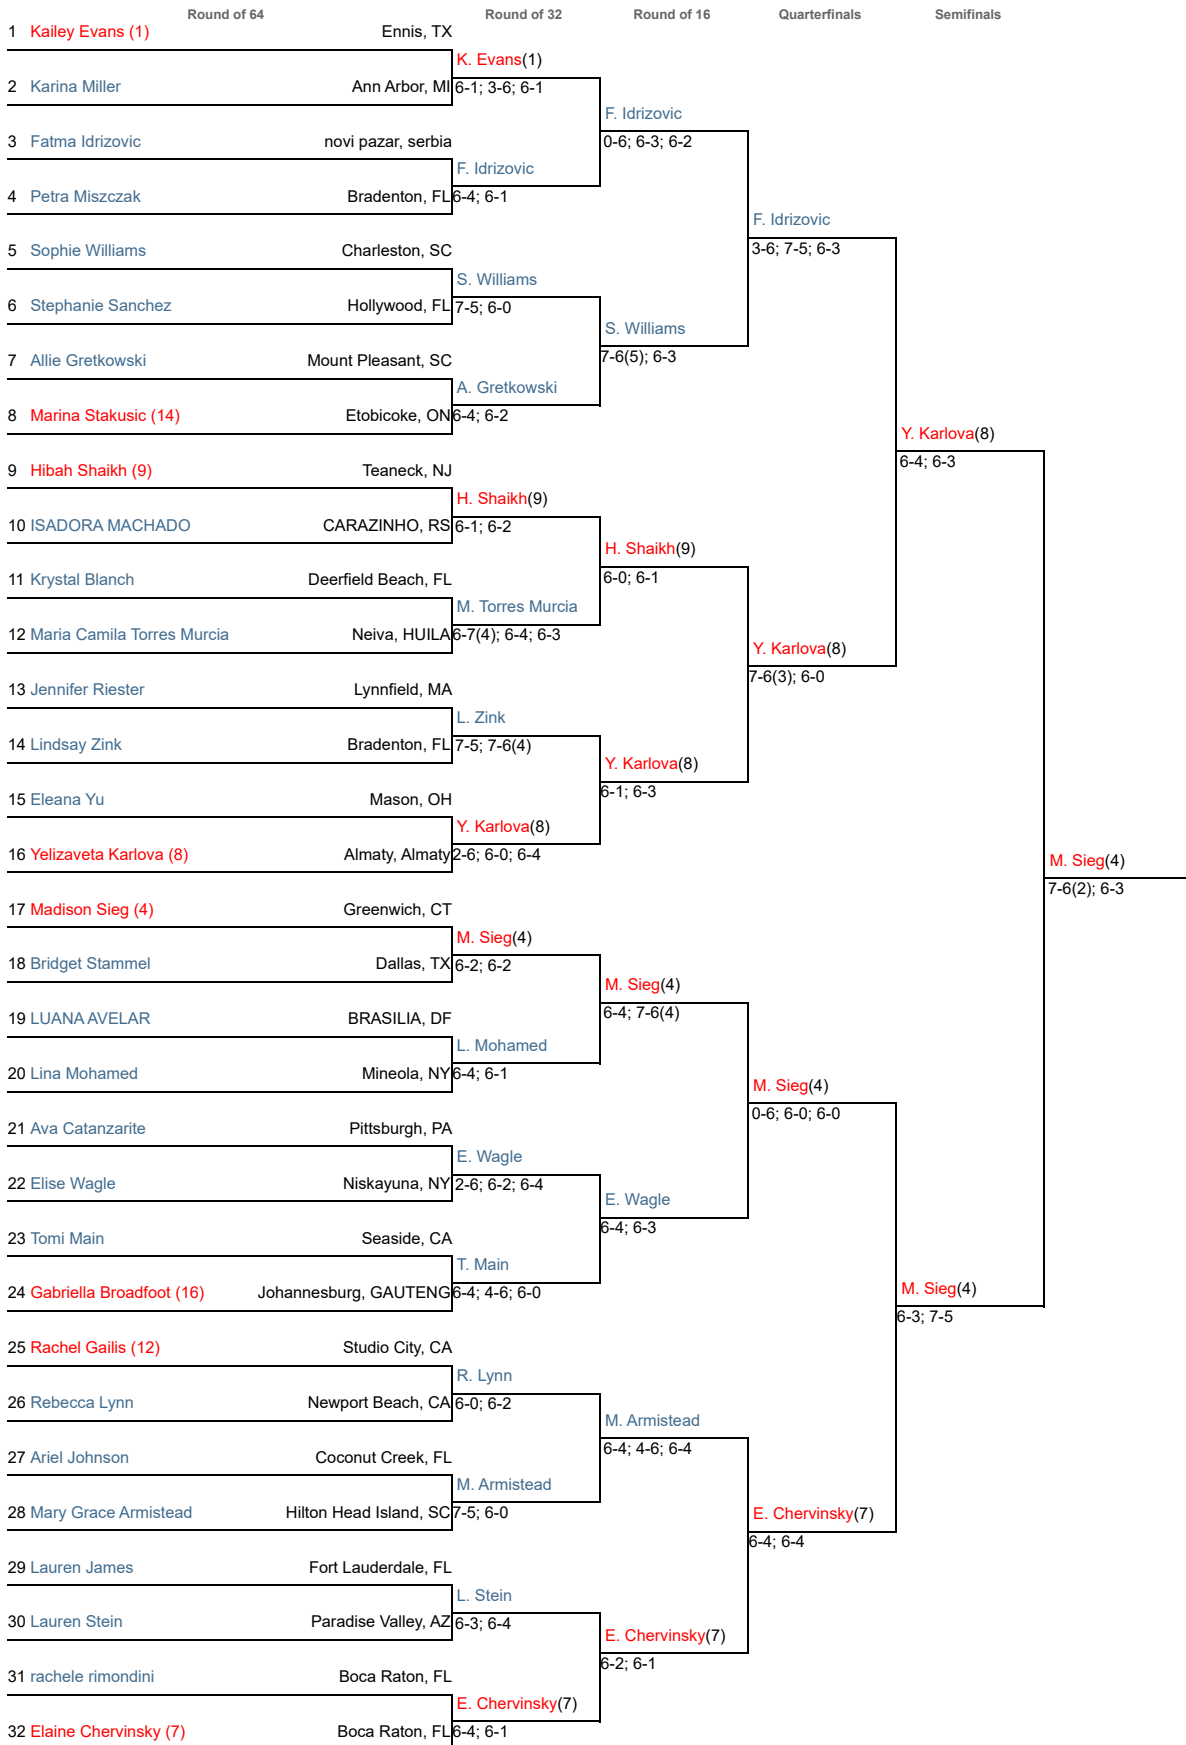 Round of 64 Round of 32 Round of 16 Quarterfinals Semifinals
1 Kailey Evans (1) Ennis, TX
K. Evans(1)
2 Karina Miller Ann Arbor, MI 6-1; 3-6; 6-1
F. Idrizovic
3 Fatma Idrizovic novi pazar, serbia 0-6; 6-3; 6-2
F. Idrizovic
4 Petra Miszczak Bradenton, FL 6-4; 6-1
F. Idrizovic
5 Sophie Williams Charleston, SC 3-6; 7-5; 6-3
S. Williams
6 Stephanie Sanchez Hollywood, FL 7-5; 6-0
S. Williams
7 Allie Gretkowski Mount Pleasant, SC 7-6(5); 6-3
A. Gretkowski
8 Marina Stakusic (14) Etobicoke, ON 6-4; 6-2
Y. Karlova(8)
9 Hibah Shaikh (9) Teaneck, NJ 6-4; 6-3
H. Shaikh(9)
10 ISADORA MACHADO CARAZINHO, RS 6-1; 6-2
H. Shaikh(9)
11 Krystal Blanch Deerfield Beach, FL 6-0; 6-1
M. Torres Murcia
12 Maria Camila Torres Murcia Neiva, HUILA 6-7(4); 6-4; 6-3
Y. Karlova(8)
13 Jennifer Riester Lynnfield, MA 7-6(3); 6-0
L. Zink
14 Lindsay Zink Bradenton, FL 7-5; 7-6(4)
Y. Karlova(8)
15 Eleana Yu Mason, OH 6-1; 6-3
Y. Karlova(8)
16 Yelizaveta Karlova (8) Almaty, Almaty 2-6; 6-0; 6-4
M. Sieg(4)
7-6(2); 6-3
17 Madison Sieg (4) Greenwich, CT
M. Sieg(4)
18 Bridget Stammel Dallas, TX 6-2; 6-2
M. Sieg(4)
19 LUANA AVELAR BRASILIA, DF 6-4; 7-6(4)
L. Mohamed
20 Lina Mohamed Mineola, NY 6-4; 6-1
M. Sieg(4)
21 Ava Catanzarite Pittsburgh, PA 0-6; 6-0; 6-0
E. Wagle
22 Elise Wagle Niskayuna, NY 2-6; 6-2; 6-4
E. Wagle
23 Tomi Main Seaside, CA 6-4; 6-3
T. Main
24 Gabriella Broadfoot (16) Johannesburg, GAUTENG 6-4; 4-6; 6-0
M. Sieg(4)
6-3; 7-5
25 Rachel Gailis (12) Studio City, CA
R. Lynn
26 Rebecca Lynn Newport Beach, CA 6-0; 6-2
M. Armistead
27 Ariel Johnson Coconut Creek, FL 6-4; 4-6; 6-4
M. Armistead
28 Mary Grace Armistead Hilton Head Island, SC 7-5; 6-0
E. Chervinsky(7)
29 Lauren James Fort Lauderdale, FL 6-4; 6-4
L. Stein
30 Lauren Stein Paradise Valley, AZ 6-3; 6-4
E. Chervinsky(7)
31 rachele rimondini Boca Raton, FL 6-2; 6-1
E. Chervinsky(7)
32 Elaine Chervinsky (7) Boca Raton, FL 6-4; 6-1